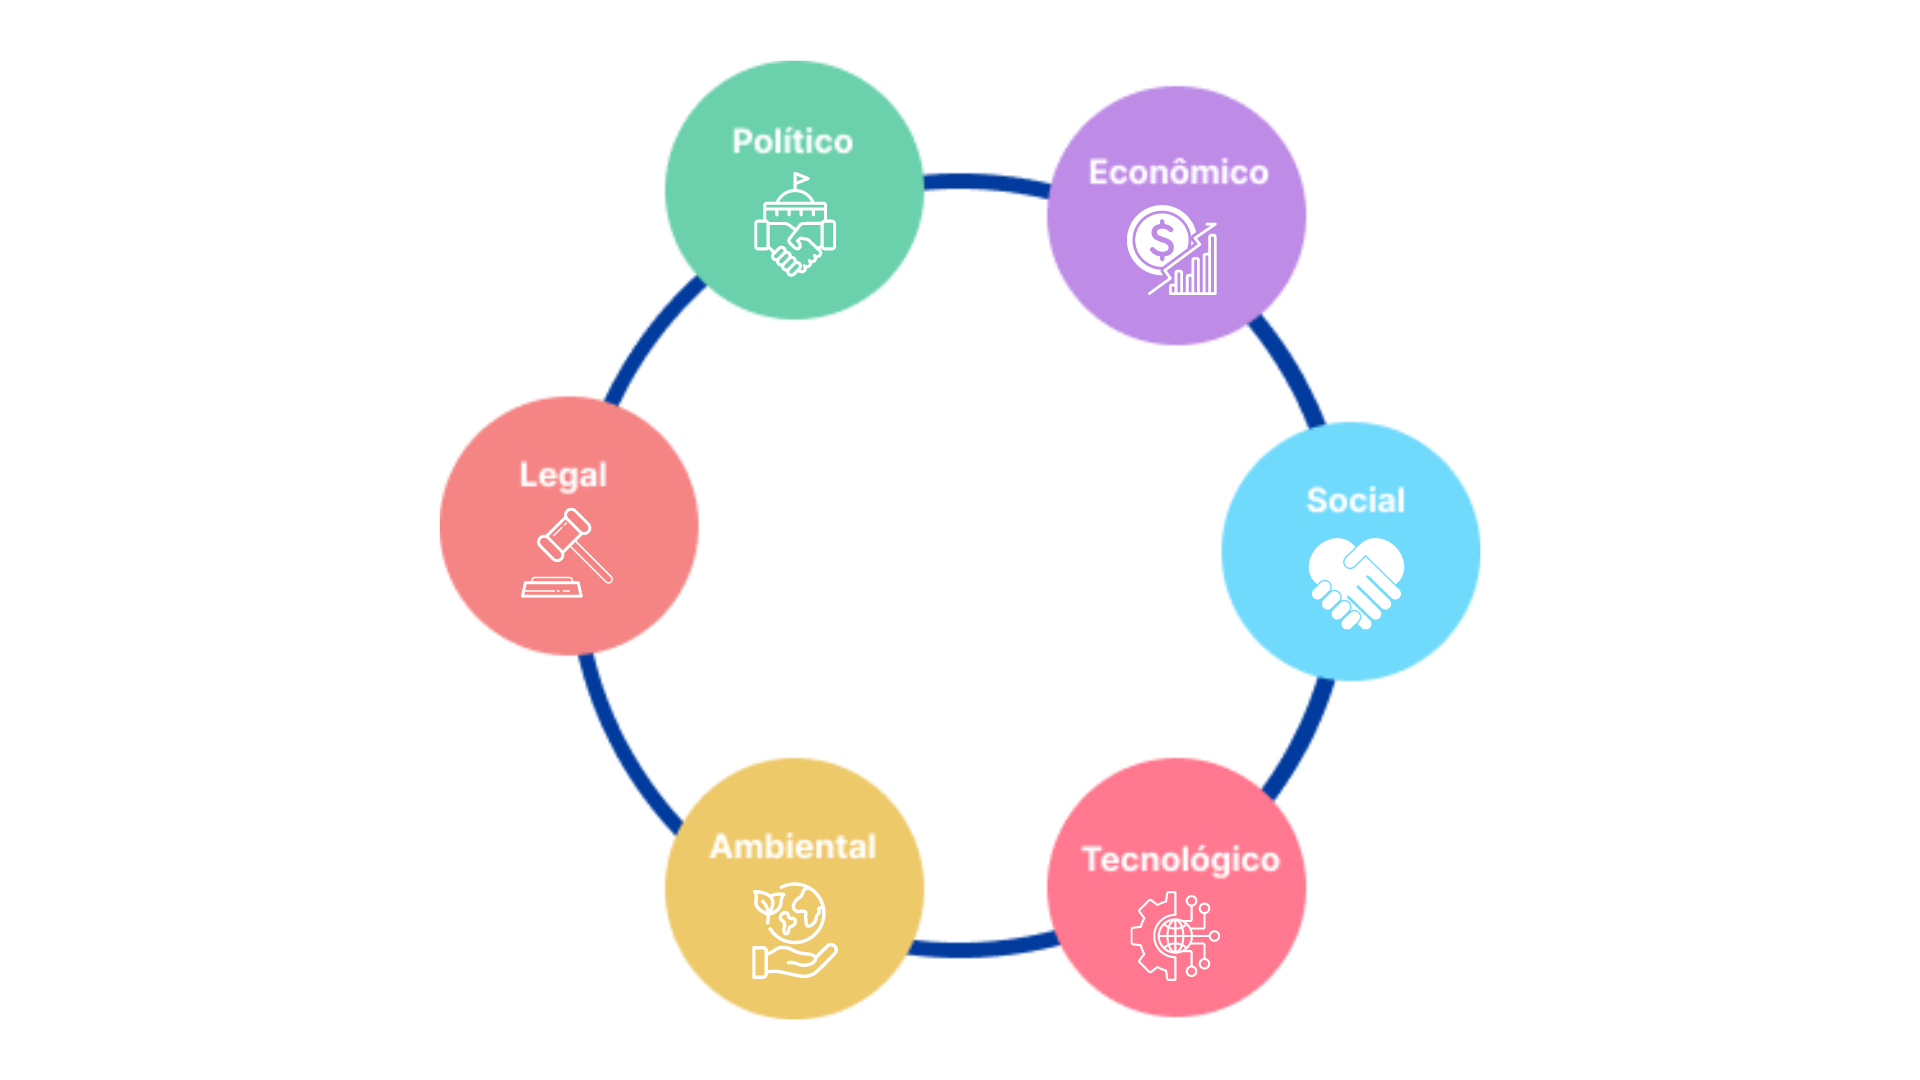 Político
Econômico
Social
Tecnológico
Ambiental
Legal
$